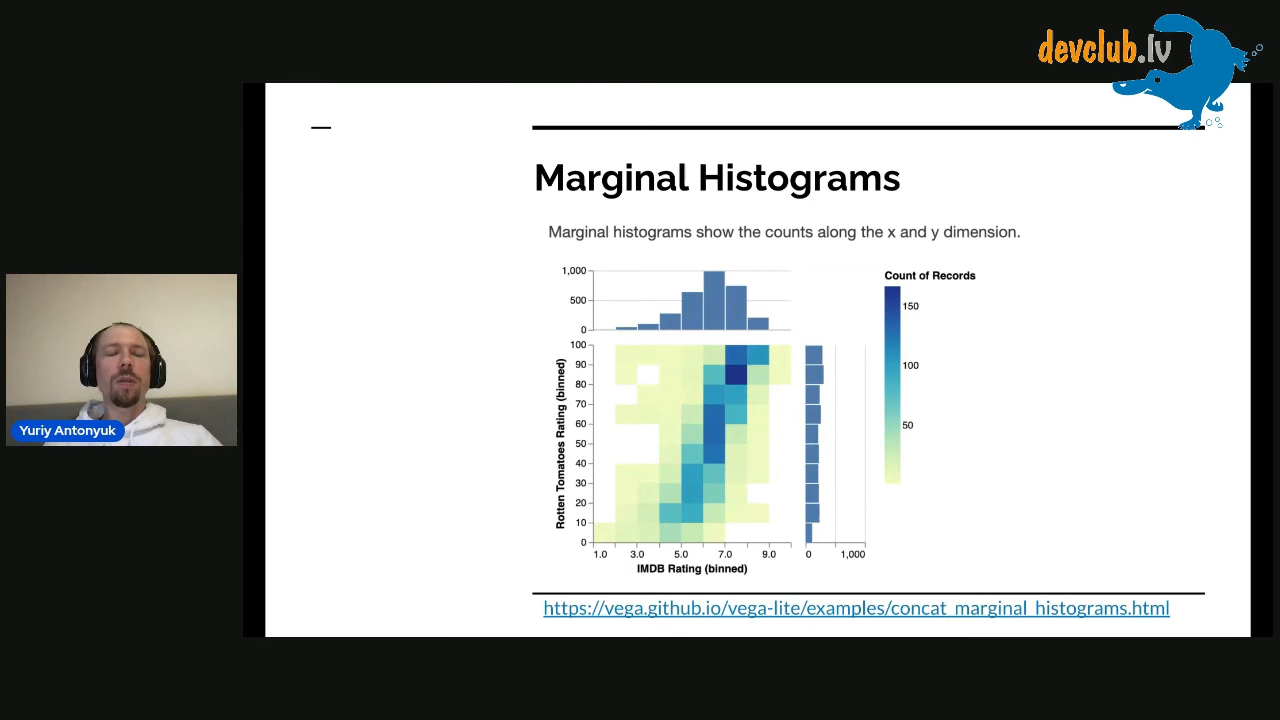 devclub.lv
Marginal Histograms
Marginal histograms show the counts along the x and y dimension.
1,000
500
0
Count of Records
150
100
50
Rotten Tomatoes Rating (binned)
100
90
80
70
60
50
40
30
20
10
0
1.0 3.0 5.0 7.0 9.0
IMDB Rating (binned)
0 1,000
Yuriy Antonyuk
https://vega.github.io/vega-lite/examples/concat_marginal_histograms.html